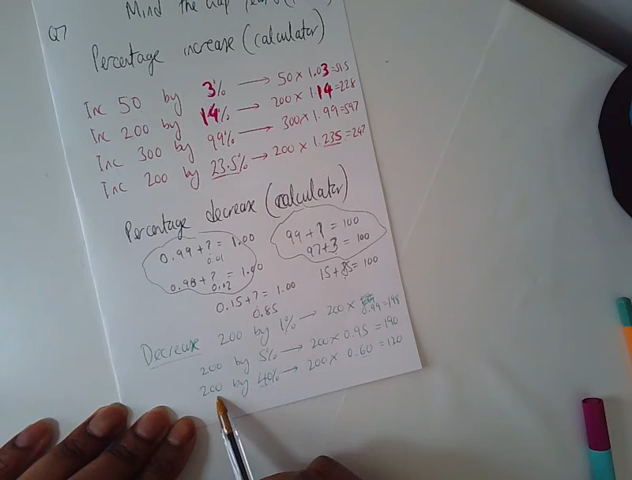 Mind the Gap Year
Q7
Percentage increase (calculator)
Inc 50 by 3% → 50 x 1.03=51.5
Inc 200 by 14% → 200 x 1.14=228
Inc 300 by 99% → 300 x 1.99=597
Inc 200 by 23.5% → 200 x 1.235=247
Percentage decrease (calculator)
0.99 + ? = 1.00
0.01
0.98 + ? = 1.00
0.02
99 + ? = 100
97 + 3 = 100
15 + 85 = 100
0.15 + ? = 1.00
0.85
Decrease 200 by 1% → 200 x 0.99 = 198
200 by 5% → 200 x 0.95 = 190
200 by 40% → 200 x 0.60 = 120